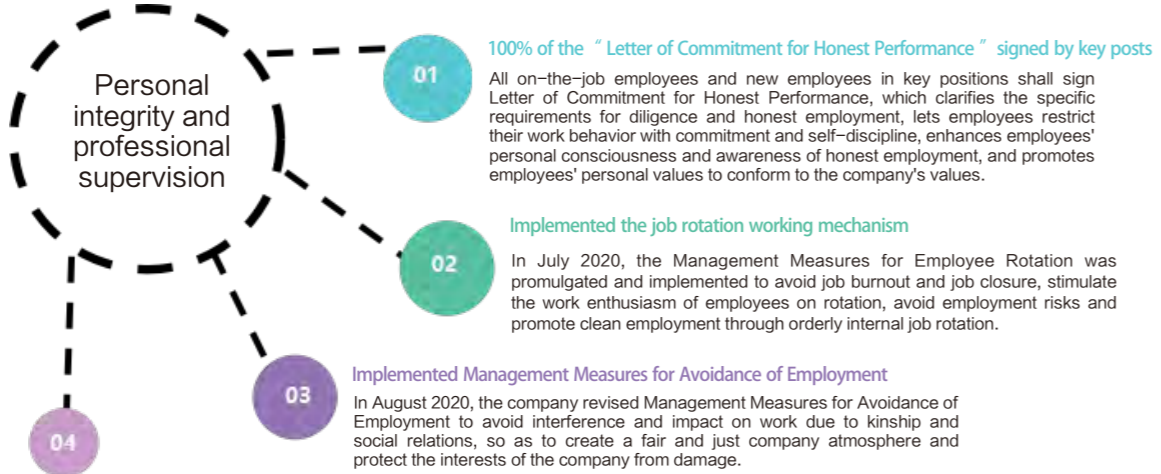 Personal
integrity and
professional
supervision
01
100% of the “ Letter of Commitment for Honest Performance ” signed by key posts
All on-the-job employees and new employees in key positions shall sign
Letter of Commitment for Honest Performance, which clarifies the specific
requirements for diligence and honest employment, lets employees restrict
their work behavior with commitment and self-discipline, enhances employees'
personal consciousness and awareness of honest employment, and promotes
employees' personal values to conform to the company's values.
02
Implemented the job rotation working mechanism
In July 2020, the Management Measures for Employee Rotation was
promulgated and implemented to avoid job burnout and job closure, stimulate
the work enthusiasm of employees on rotation, avoid employment risks and
promote clean employment through orderly internal job rotation.
03
Implemented Management Measures for Avoidance of Employment
In August 2020, the company revised Management Measures for Avoidance of
Employment to avoid interference and impact on work due to kinship and
social relations, so as to create a fair and just company atmosphere and
protect the interests of the company from damage.
04